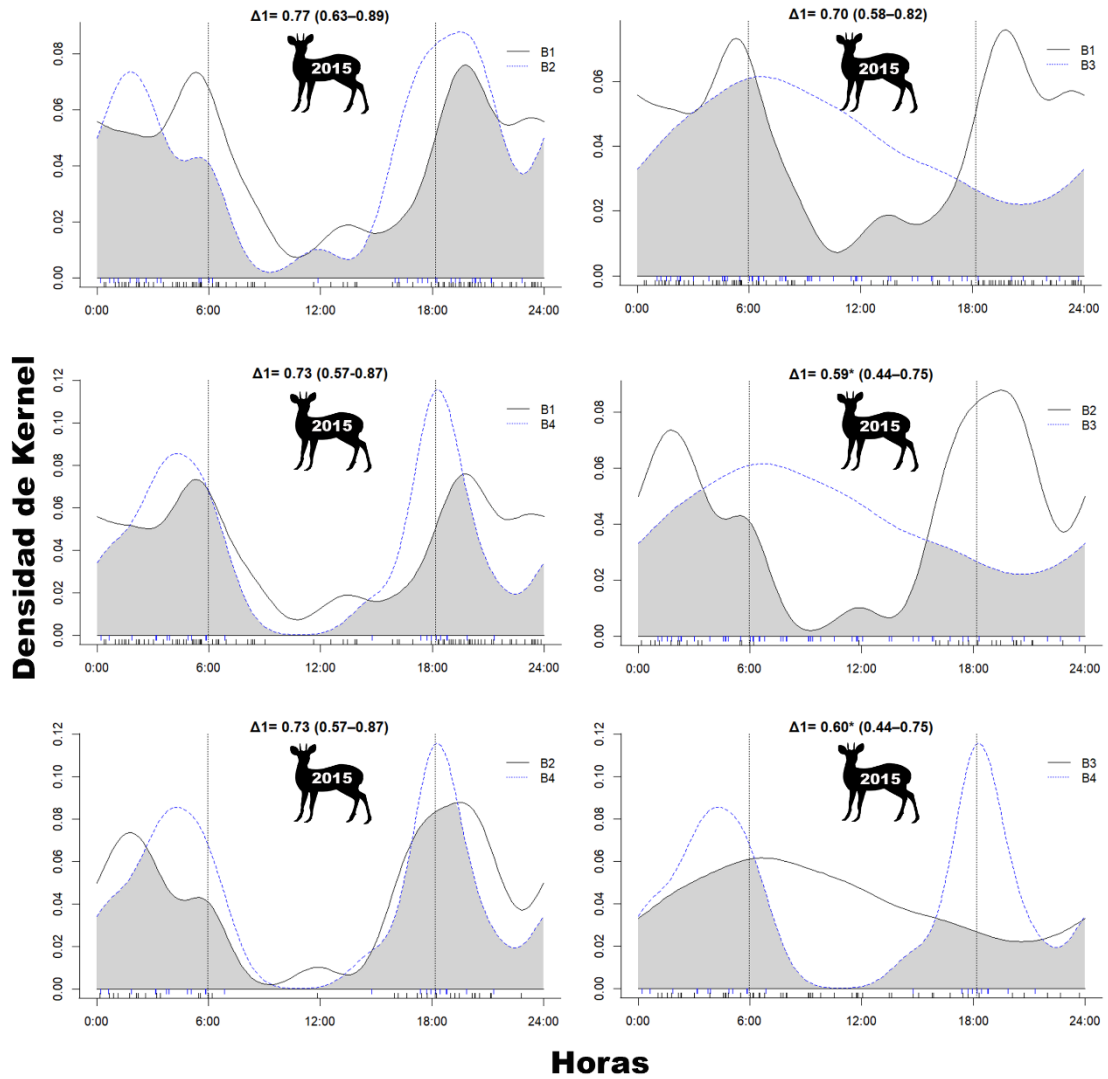 Δ1= 0.77 (0.63–0.89)
2015
B1
B2
0.00 0.02 0.04 0.06 0.08
0:00 6:00 12:00 18:00 24:00
Δ1= 0.70 (0.58–0.82)
2015
B1
B3
0.00 0.02 0.04 0.06
0:00 6:00 12:00 18:00 24:00
Densidad de Kernel
Δ1= 0.73 (0.57-0.87)
2015
B1
B4
0.00 0.02 0.04 0.06 0.08 0.10 0.12
0:00 6:00 12:00 18:00 24:00
Δ1= 0.59* (0.44–0.75)
2015
B2
B3
0.00 0.02 0.04 0.06 0.08
0:00 6:00 12:00 18:00 24:00
Δ1= 0.73 (0.57–0.87)
2015
B2
B4
0.00 0.02 0.04 0.06 0.08 0.10 0.12
0:00 6:00 12:00 18:00 24:00
Δ1= 0.60* (0.44–0.75)
2015
B3
B4
0.00 0.02 0.04 0.06 0.08 0.10 0.12
0:00 6:00 12:00 18:00 24:00
Horas